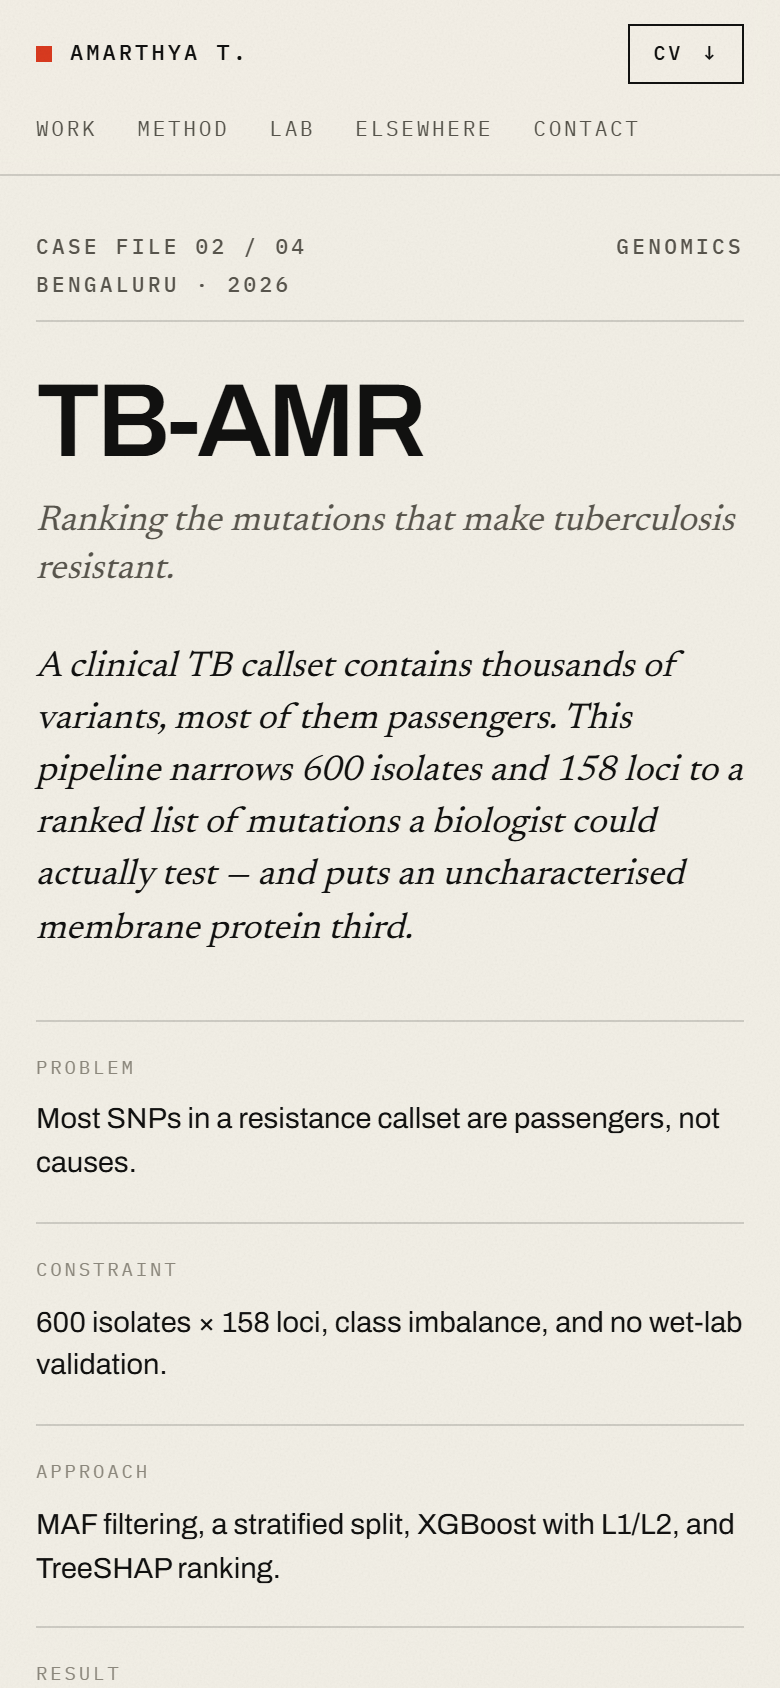 AMARTHYA T.
CV ↓
WORK METHOD LAB ELSEWHERE CONTACT
CASE FILE 02 / 04
GENOMICS
BENGALURU · 2026
TB-AMR
Ranking the mutations that make tuberculosis
resistant.
A clinical TB callset contains thousands of
variants, most of them passengers. This
pipeline narrows 600 isolates and 158 loci to a
ranked list of mutations a biologist could
actually test — and puts an uncharacterised
membrane protein third.
PROBLEM
Most SNPs in a resistance callset are passengers, not
causes.
CONSTRAINT
600 isolates × 158 loci, class imbalance, and no wet-lab
validation.
APPROACH
MAF filtering, a stratified split, XGBoost with L1/L2, and
TreeSHAP ranking.
RESULT